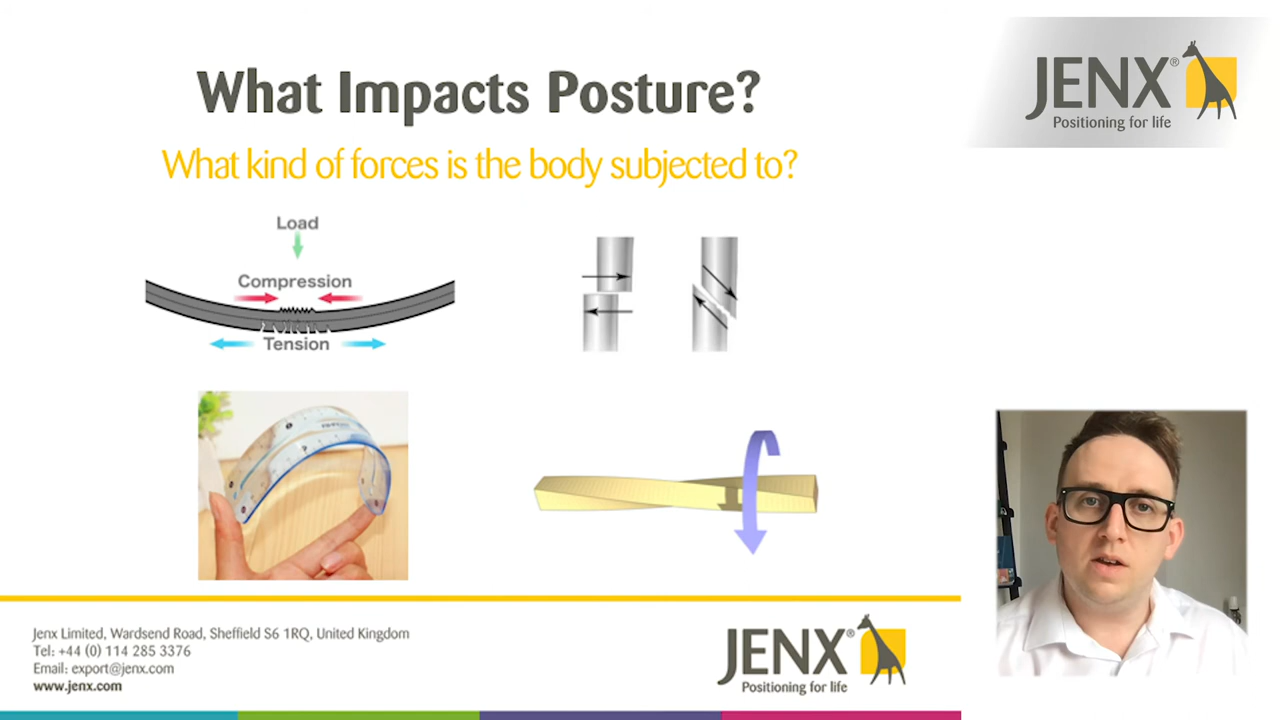 What Impacts Posture?
What kind of forces is the body subjected to?
JENX®
Positioning for life
Load
Compression
Tension
Jenx Limited, Wardsend Road, Sheffield S6 1RQ, United Kingdom
Tel: +44 (0) 114 285 3376
Email: export@jenx.com
www.jenx.com
JENX®
Positioning for life